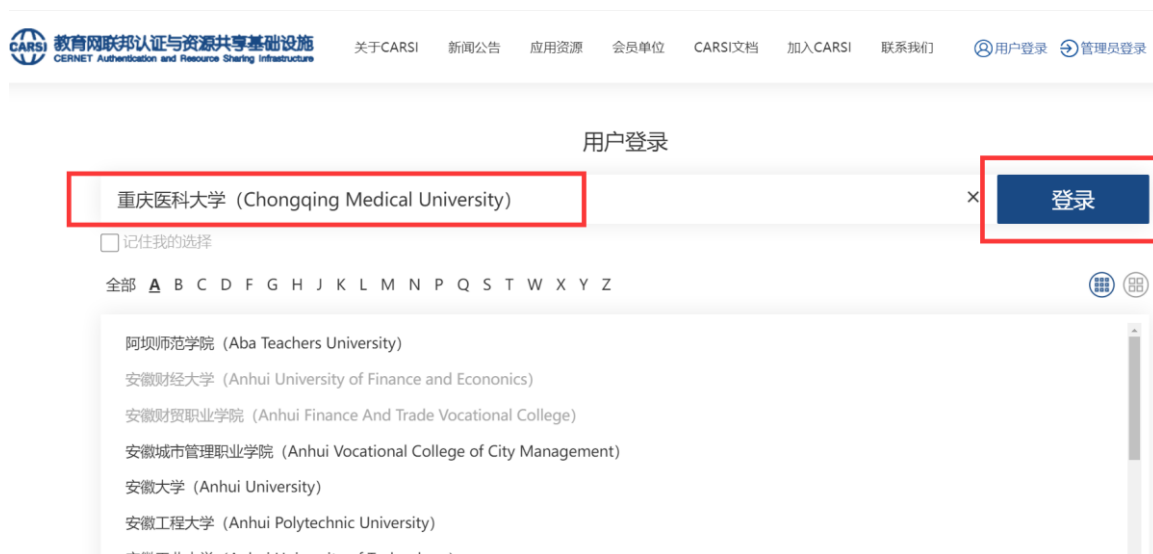 CARSI 教育网联邦认证与资源共享基础设施
CERNET Authentication and Resource Sharing Infrastructure
关于CARSI 新闻公告 应用资源 会员单位 CARSI文档 加入CARSI 联系我们 用户登录 管理员登录
用户登录
重庆医科大学（Chongqing Medical University） × 登录
记住我的选择
全部 A B C D F G H J K L M N P Q S T W X Y Z
阿坝师范学院（Aba Teachers University）
安徽财经大学（Anhui University of Finance and Econonics）
安徽财贸职业学院（Anhui Finance And Trade Vocational College）
安徽城市管理职业学院（Anhui Vocational College of City Management）
安徽大学（Anhui University）
安徽工程大学（Anhui Polytechnic University）